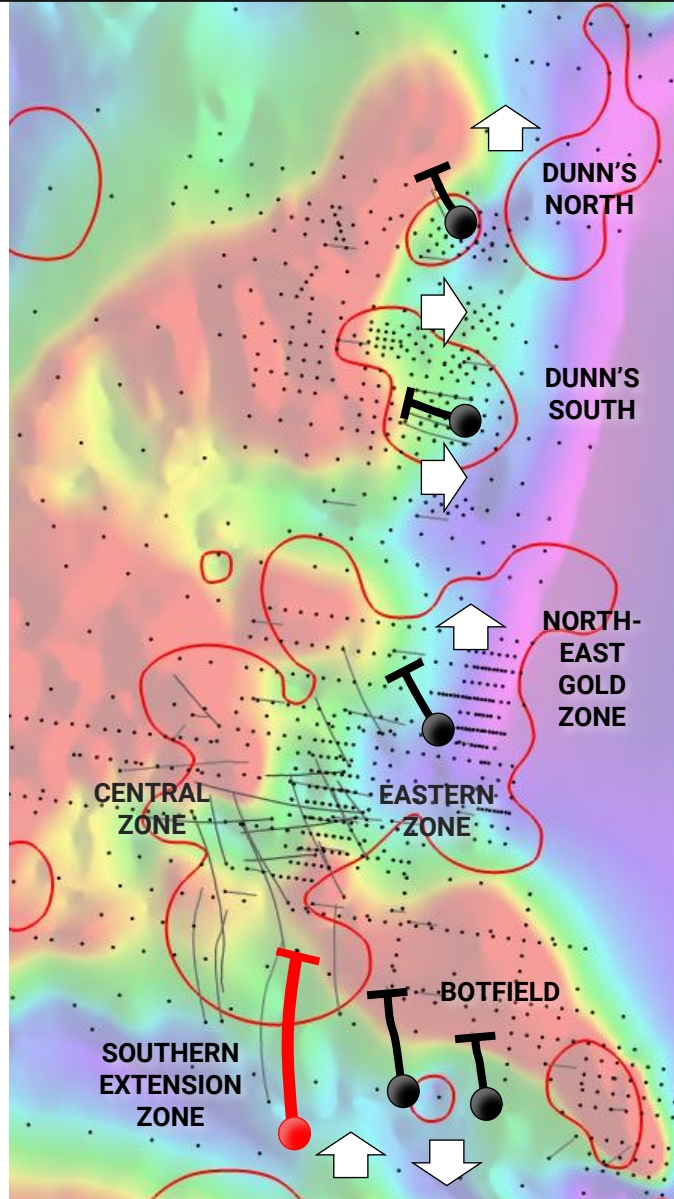 DUNN'S
NORTH
DUNN'S
SOUTH
NORTH-
EAST
GOLD
ZONE
CENTRAL
ZONE
EASTERN
ZONE
BOTFIELD
SOUTHERN
EXTENSION
ZONE